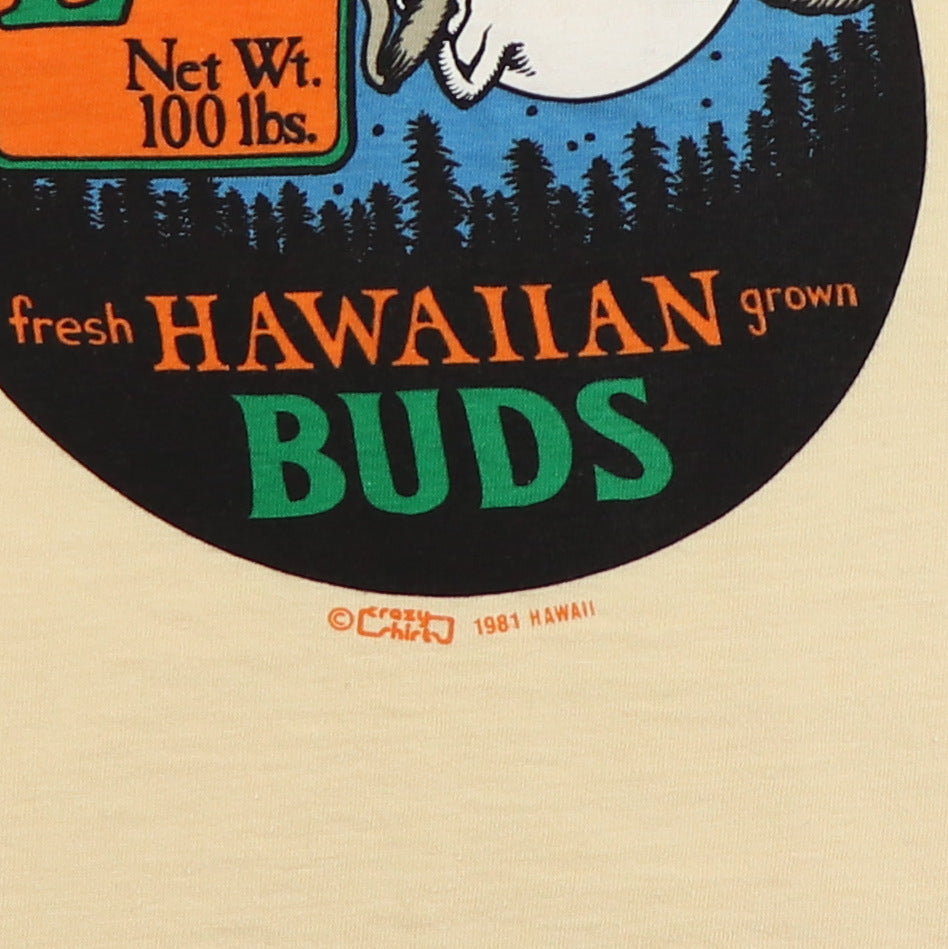 Net Wt.
100 lbs.
fresh HAWAIIAN grown
BUDS
© crazy shirts 1981 HAWAII